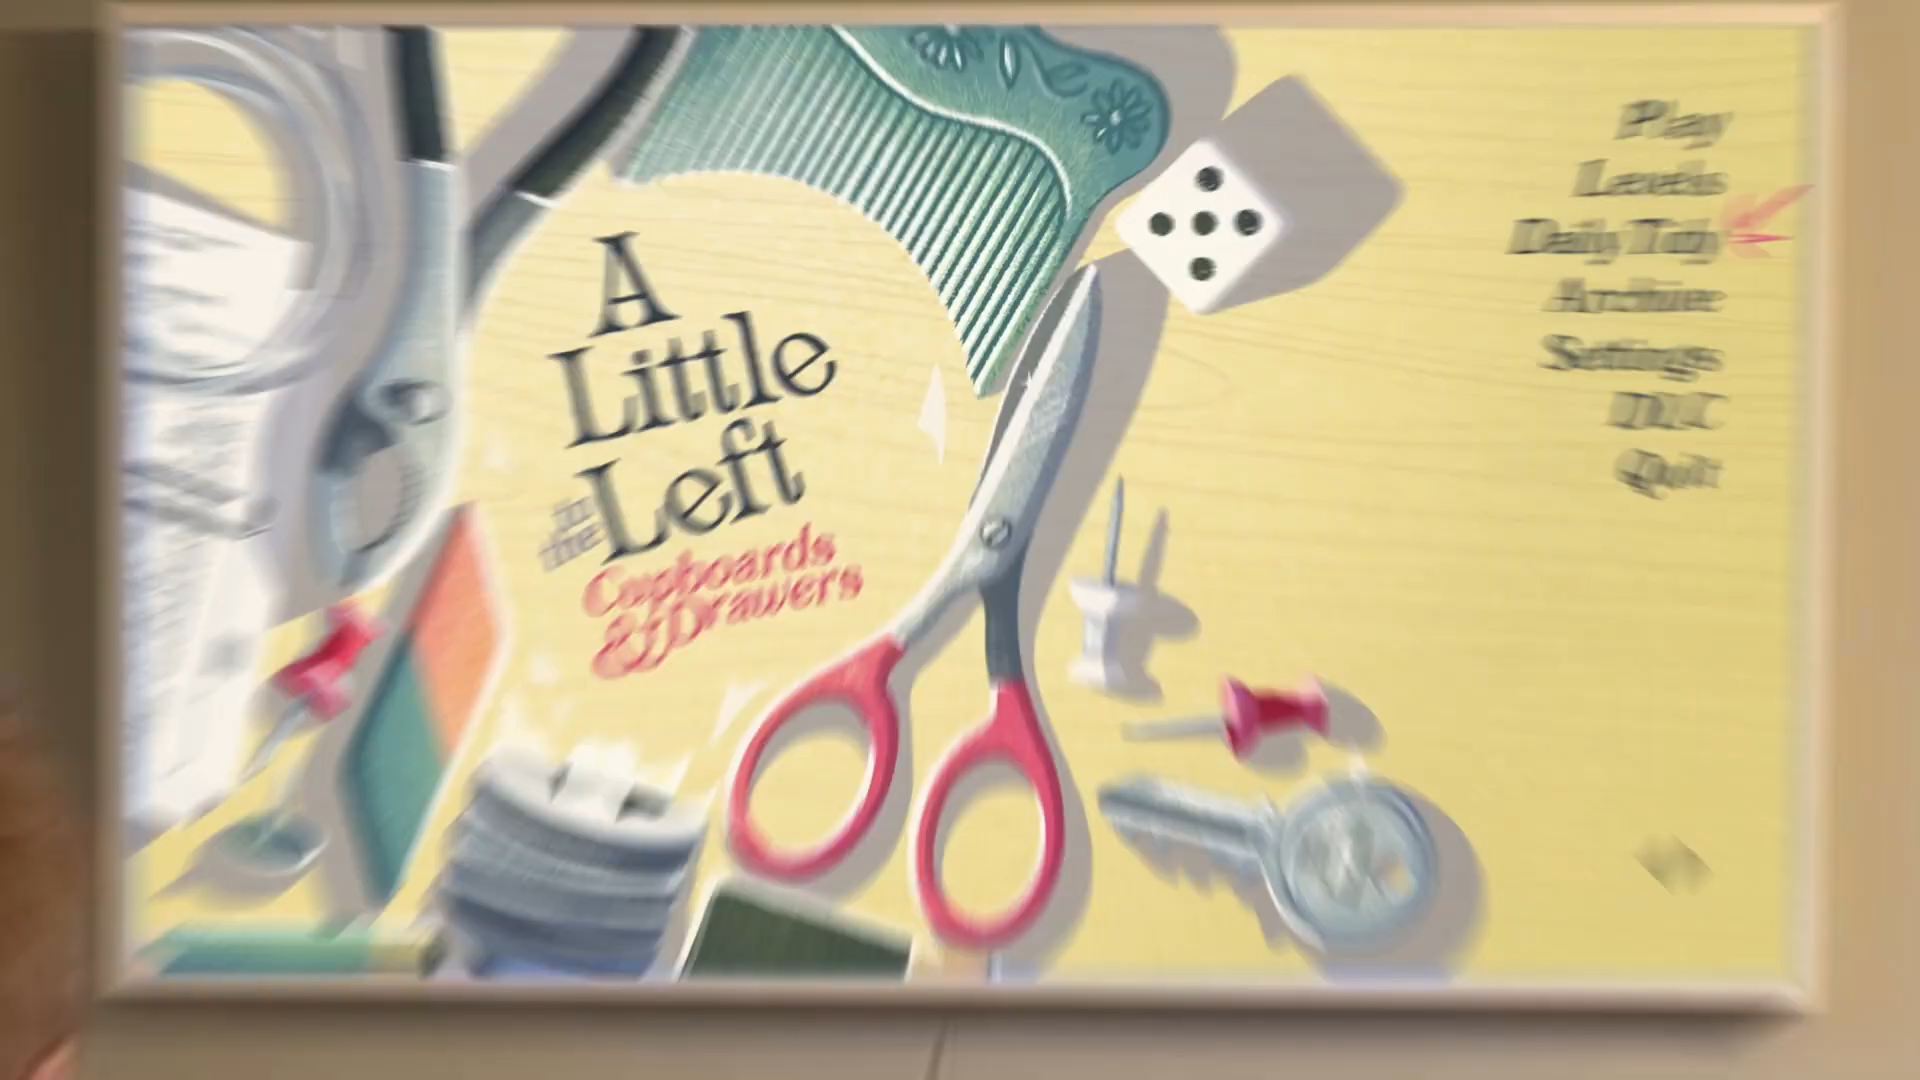 A
Little
in
the
Left
Cupboards
& Drawers
Play
Levels
Daily Tidy
Archive
Settings
DLC
Quit